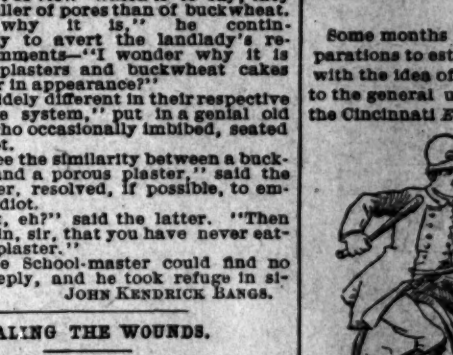 ller of pores than of buckwheat.
why it is," he contin-
y to avert the landlady's re-
mments—"I wonder why it is
plasters and buckwheat cakes
r in appearance?"
idely different in their respective
e system," put in a genial old
ho occasionally imbibed, seated
t.
ee the similarity between a buck-
and a porous plaster," said the
er, resolved, if possible, to em-
diot.
, eh?" said the latter. "Then
in, sir, that you have never eat-
plaster."
e School-master could find no
eply, and he took refuge in si-
JOHN KENDRICK BANGS.
ALING THE WOUNDS.
Some months
parations to est
with the idea of
to the general u
the Cincinnati E